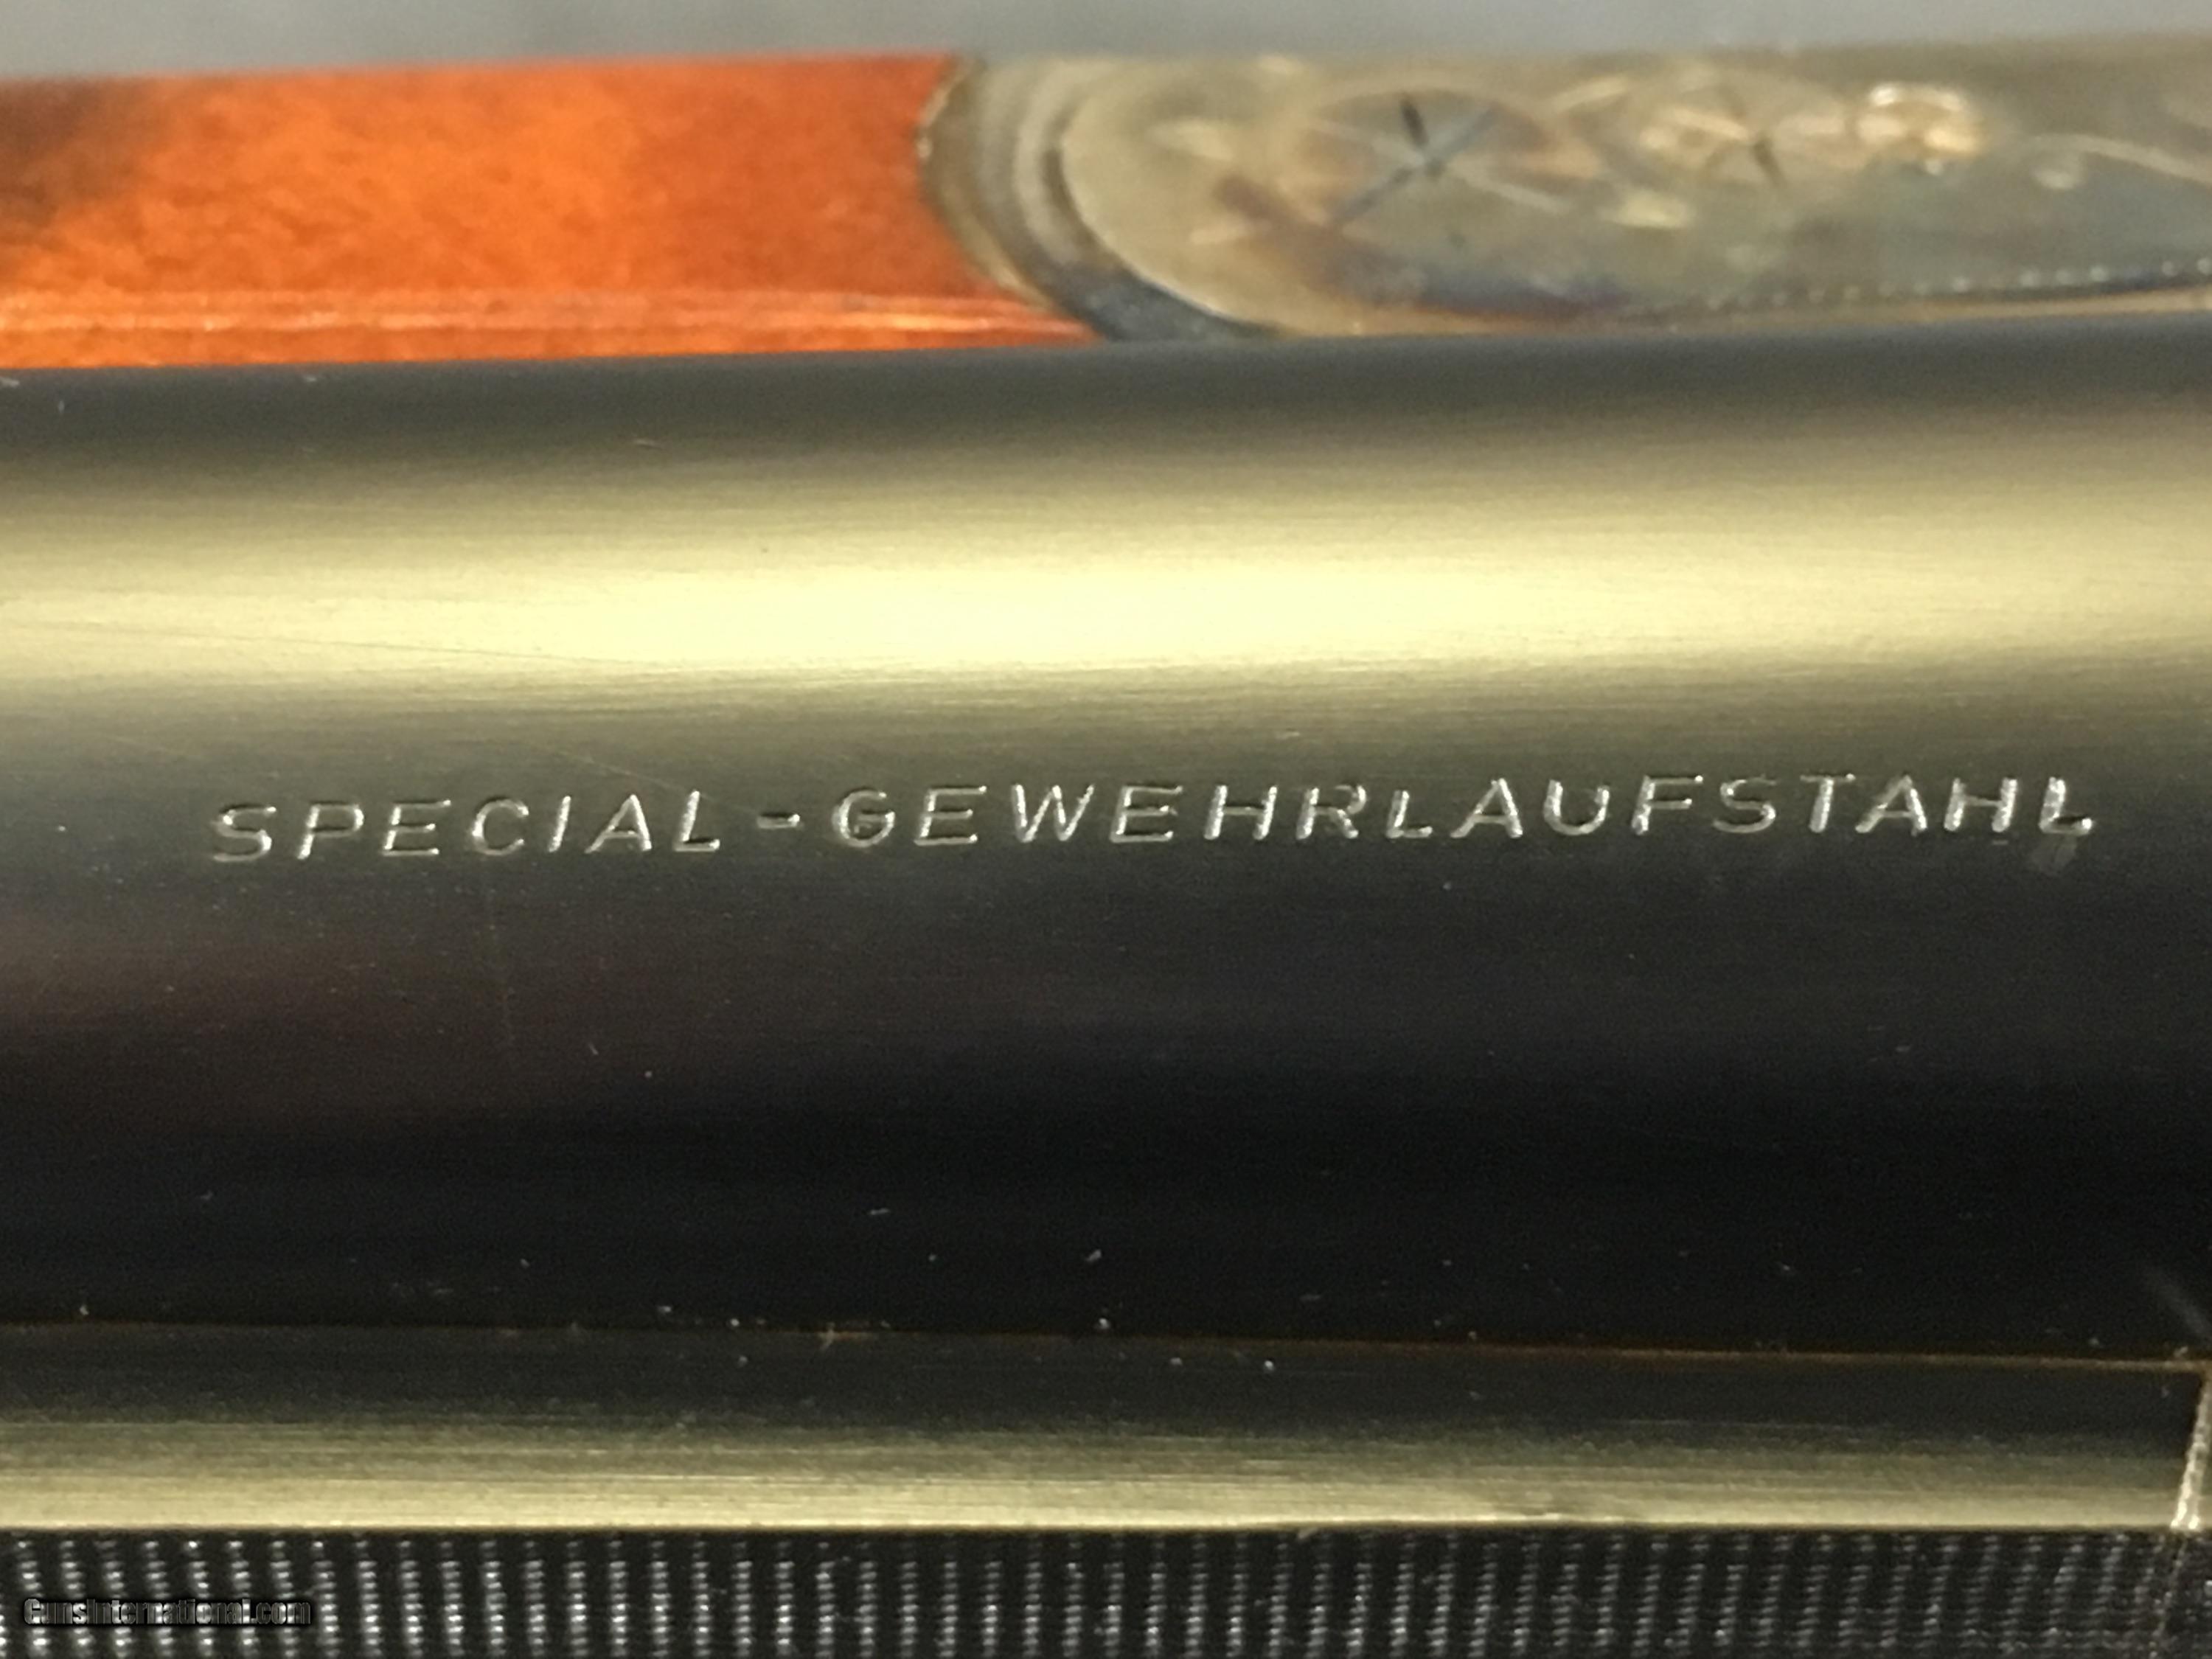 SPECIAL-GEWEHRLAUFSTAHL
GunsInternational.com